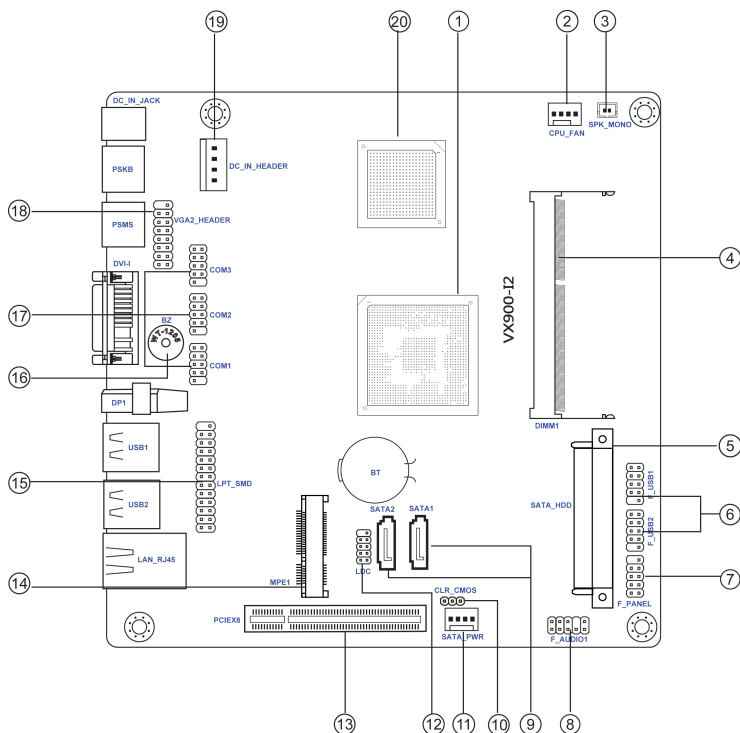 19
20
1
2
3
DC_IN_JACK
SPK_MONO
CPU_FAN
PSKB
DC_IN_HEADER
18
PSMS
VGA2_HEADER
4
DVI-I
COM3
VX900-I2
17
COM2
BZ
WT-1205
16
COM1
DP1
DIMM1
USB1
5
BT
15
LPT_SMD
F_USB1
USB2
SATA2
SATA1
SATA_HDD
6
F_USB2
LAN_RJ45
LDC
14
MPE1
7
CLR_CMOS
F_PANEL
PCIEX8
SATA_PWR
F_AUDIO1
13
12
11
10
9
8